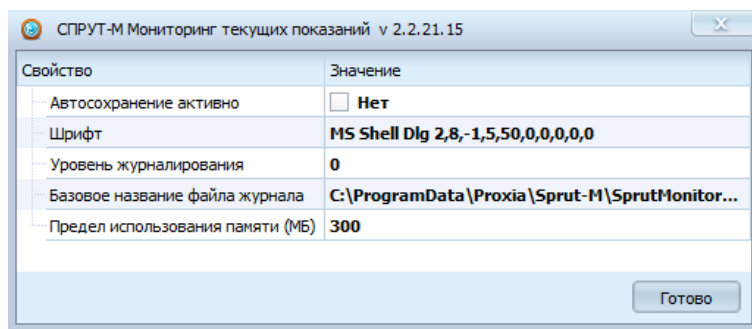 СПРУТ-М Мониторинг текущих показаний v 2.2.21.15
Свойство Значение
Автосохранение активно Нет
Шрифт MS Shell Dlg 2,8,-1,5,50,0,0,0,0,0
Уровень журналирования 0
Базовое название файла журнала C:\ProgramData\Proxia\Sprut-M\SprutMonitor...
Предел использования памяти (МБ) 300
Готово